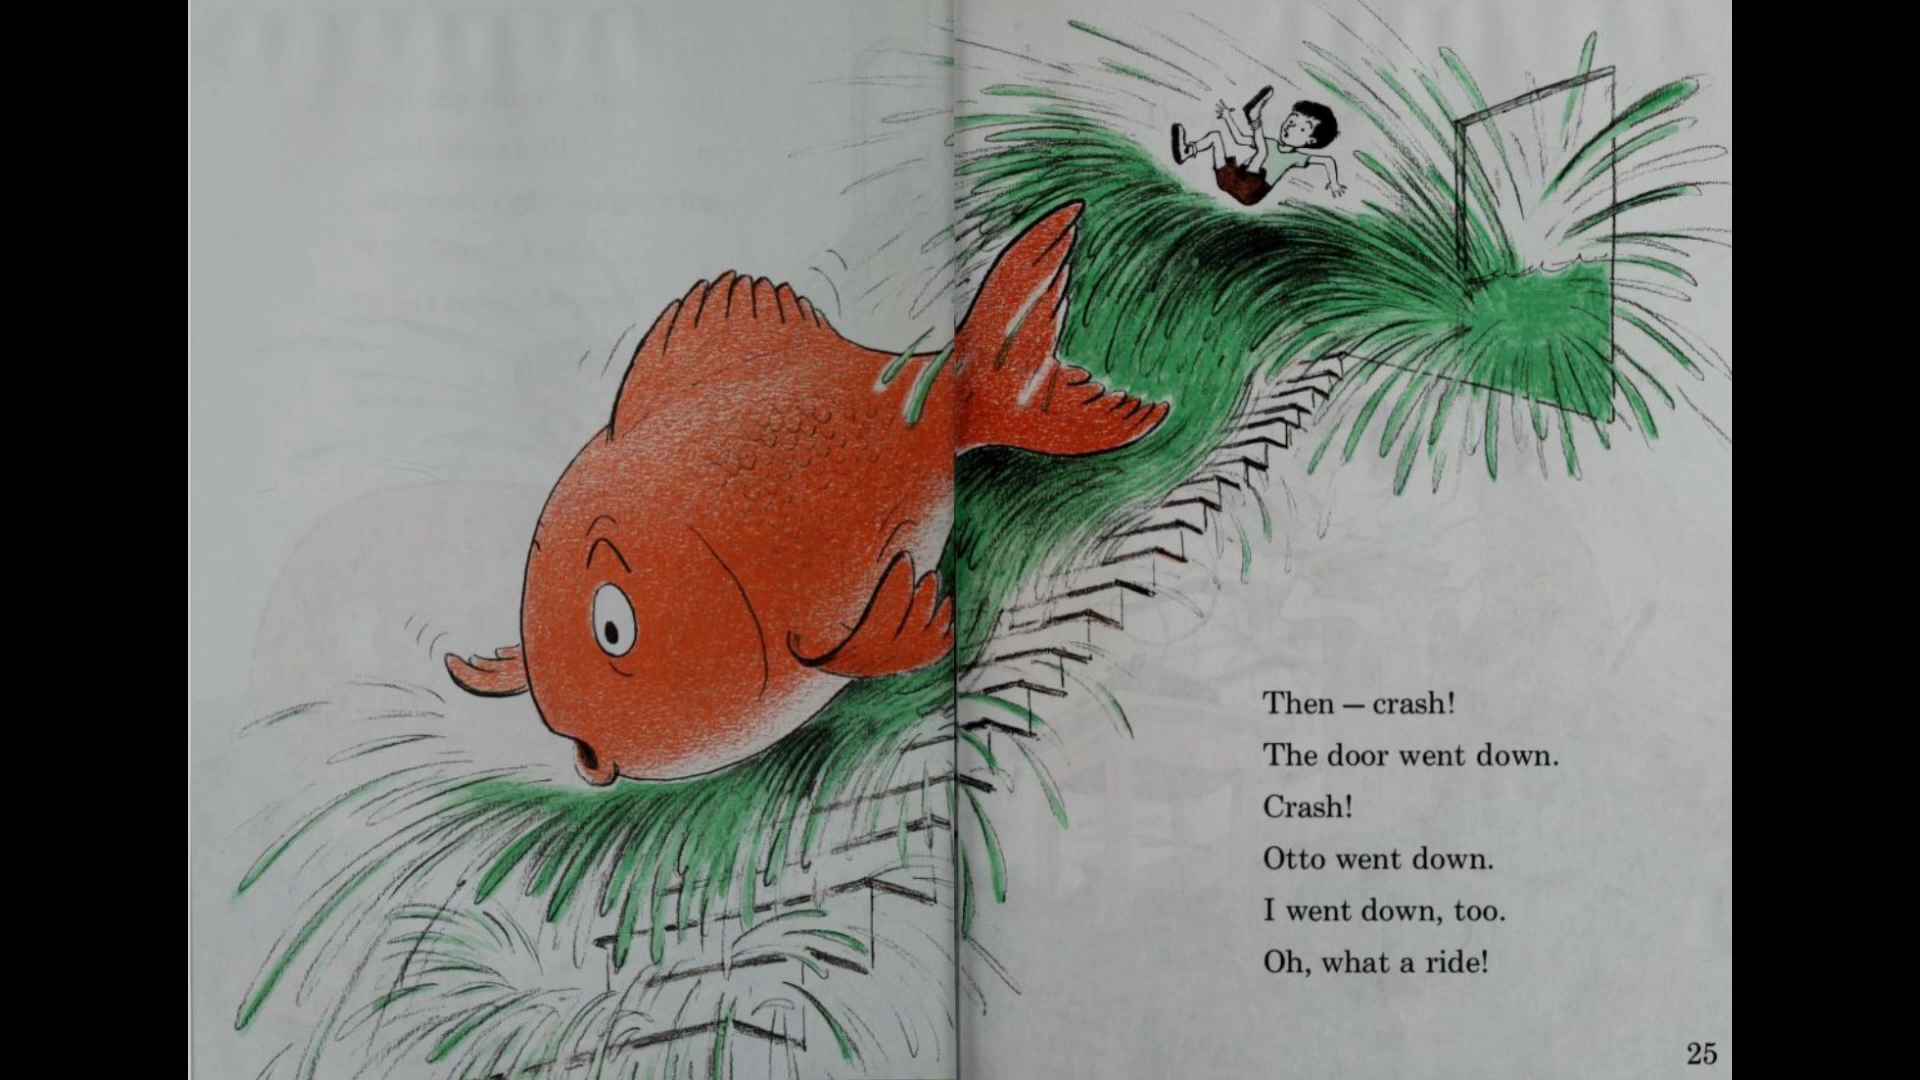 Then — crash!
The door went down.
Crash!
Otto went down.
I went down, too.
Oh, what a ride!
25